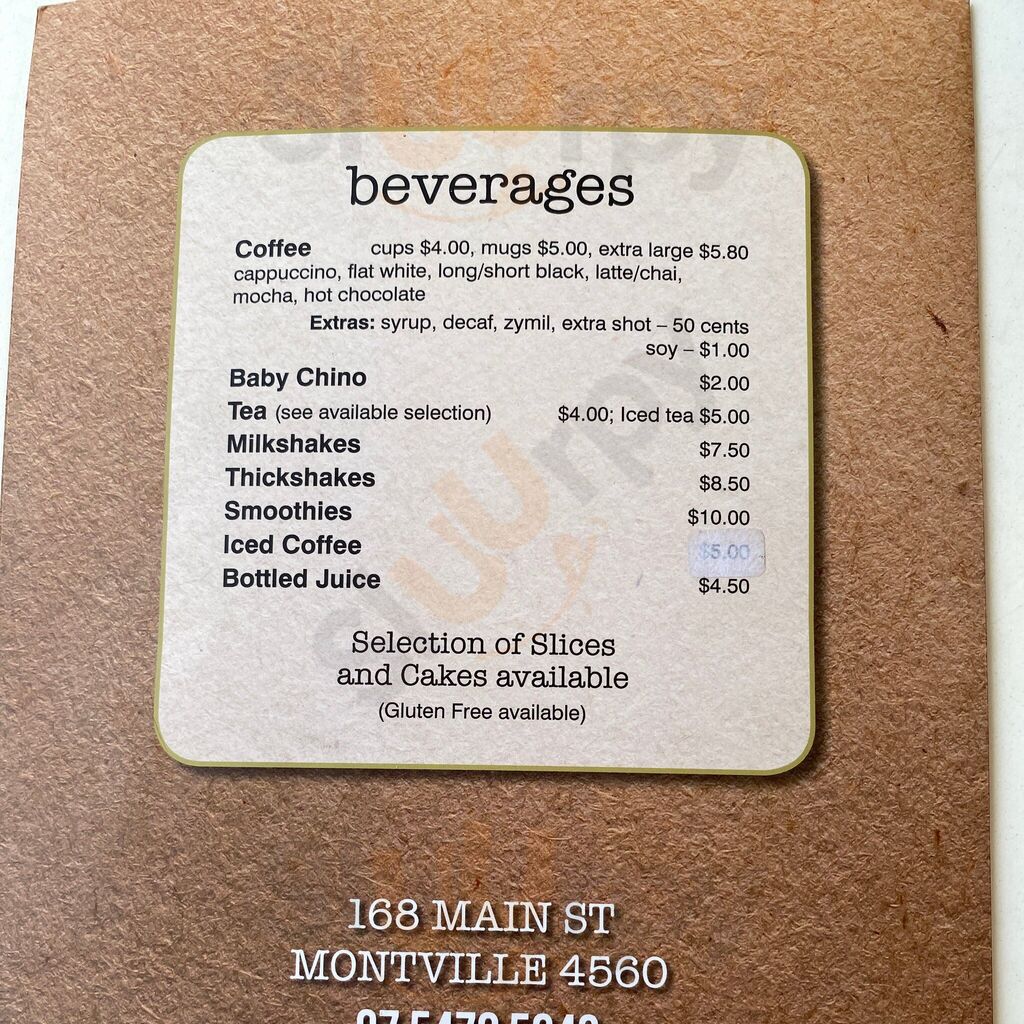 beverages
Coffee cups $4.00, mugs $5.00, extra large $5.80
cappuccino, flat white, long/short black, latte/chai,
mocha, hot chocolate
Extras: syrup, decaf, zymil, extra shot – 50 cents
soy – $1.00
Baby Chino $2.00
Tea (see available selection) $4.00; Iced tea $5.00
Milkshakes $7.50
Thickshakes $8.50
Smoothies $10.00
Iced Coffee $5.00
Bottled Juice $4.50
Selection of Slices
and Cakes available
(Gluten Free available)
168 MAIN ST
MONTVILLE 4560
sluurpy
sluurpy